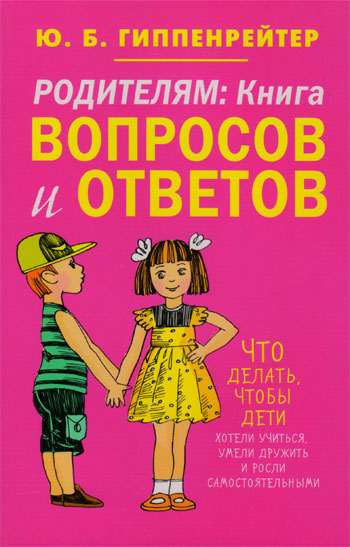 Ю. Б. ГИППЕНРЕЙТЕР
РОДИТЕЛЯМ: Книга
ВОПРОСОВ
и ОТВЕТОВ
ЧТО
ДЕЛАТЬ,
ЧТОБЫ
ДЕТИ
ХОТЕЛИ УЧИТЬСЯ,
УМЕЛИ ДРУЖИТЬ
И РОСЛИ
САМОСТОЯТЕЛЬНЫМИ